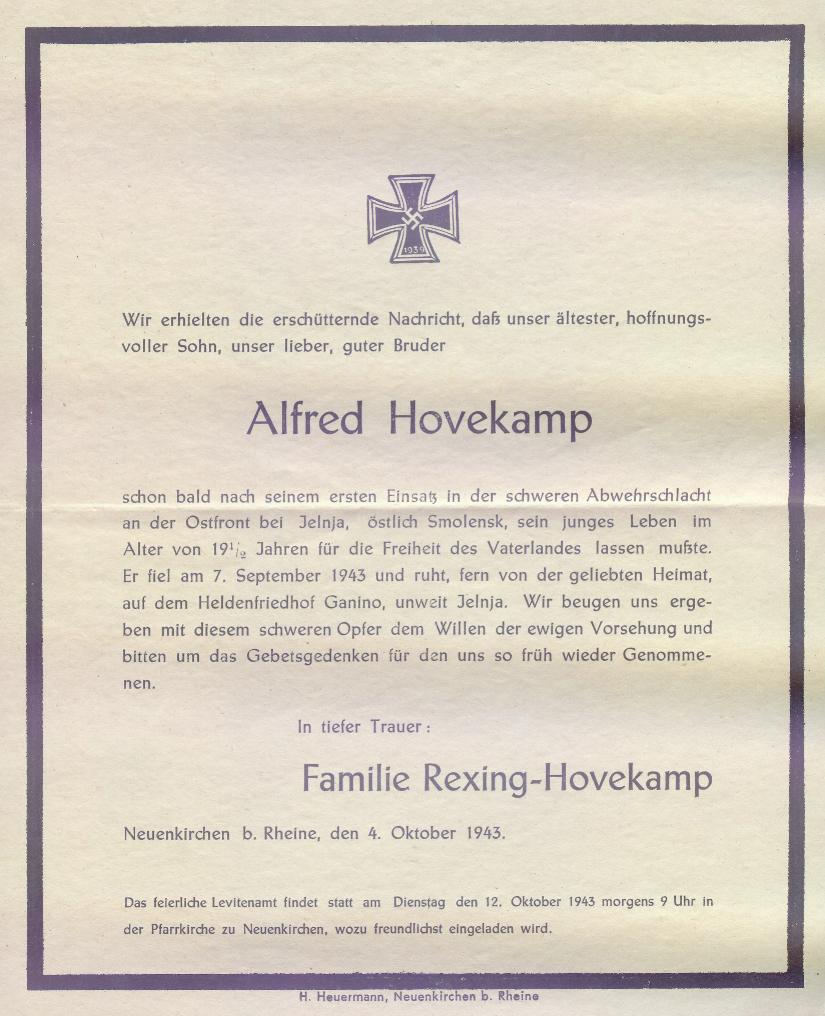 1939
Wir erhielten die erschütternde Nachricht, daß unser ältester, hoffnungs-
voller Sohn, unser lieber, guter Bruder
Alfred Hovekamp
schon bald nach seinem ersten Einsatz in der schweren Abwehrschlacht
an der Ostfront bei Jelnja, östlich Smolensk, sein junges Leben im
Alter von 19½ Jahren für die Freiheit des Vaterlandes lassen mußte.
Er fiel am 7. September 1943 und ruht, fern von der geliebten Heimat,
auf dem Heldenfriedhof Ganino, unweit Jelnja. Wir beugen uns erge-
ben mit diesem schweren Opfer dem Willen der ewigen Vorsehung und
bitten um das Gebetsgedenken für den uns so früh wieder Genomme-
nen.
In tiefer Trauer:
Familie Rexing-Hovekamp
Neuenkirchen b. Rheine, den 4. Oktober 1943.
Das feierliche Levitenamt findet statt am Dienstag den 12. Oktober 1943 morgens 9 Uhr in
der Pfarrkirche zu Neuenkirchen, wozu freundlichst eingeladen wird.
H. Heuermann, Neuenkirchen b. Rheine